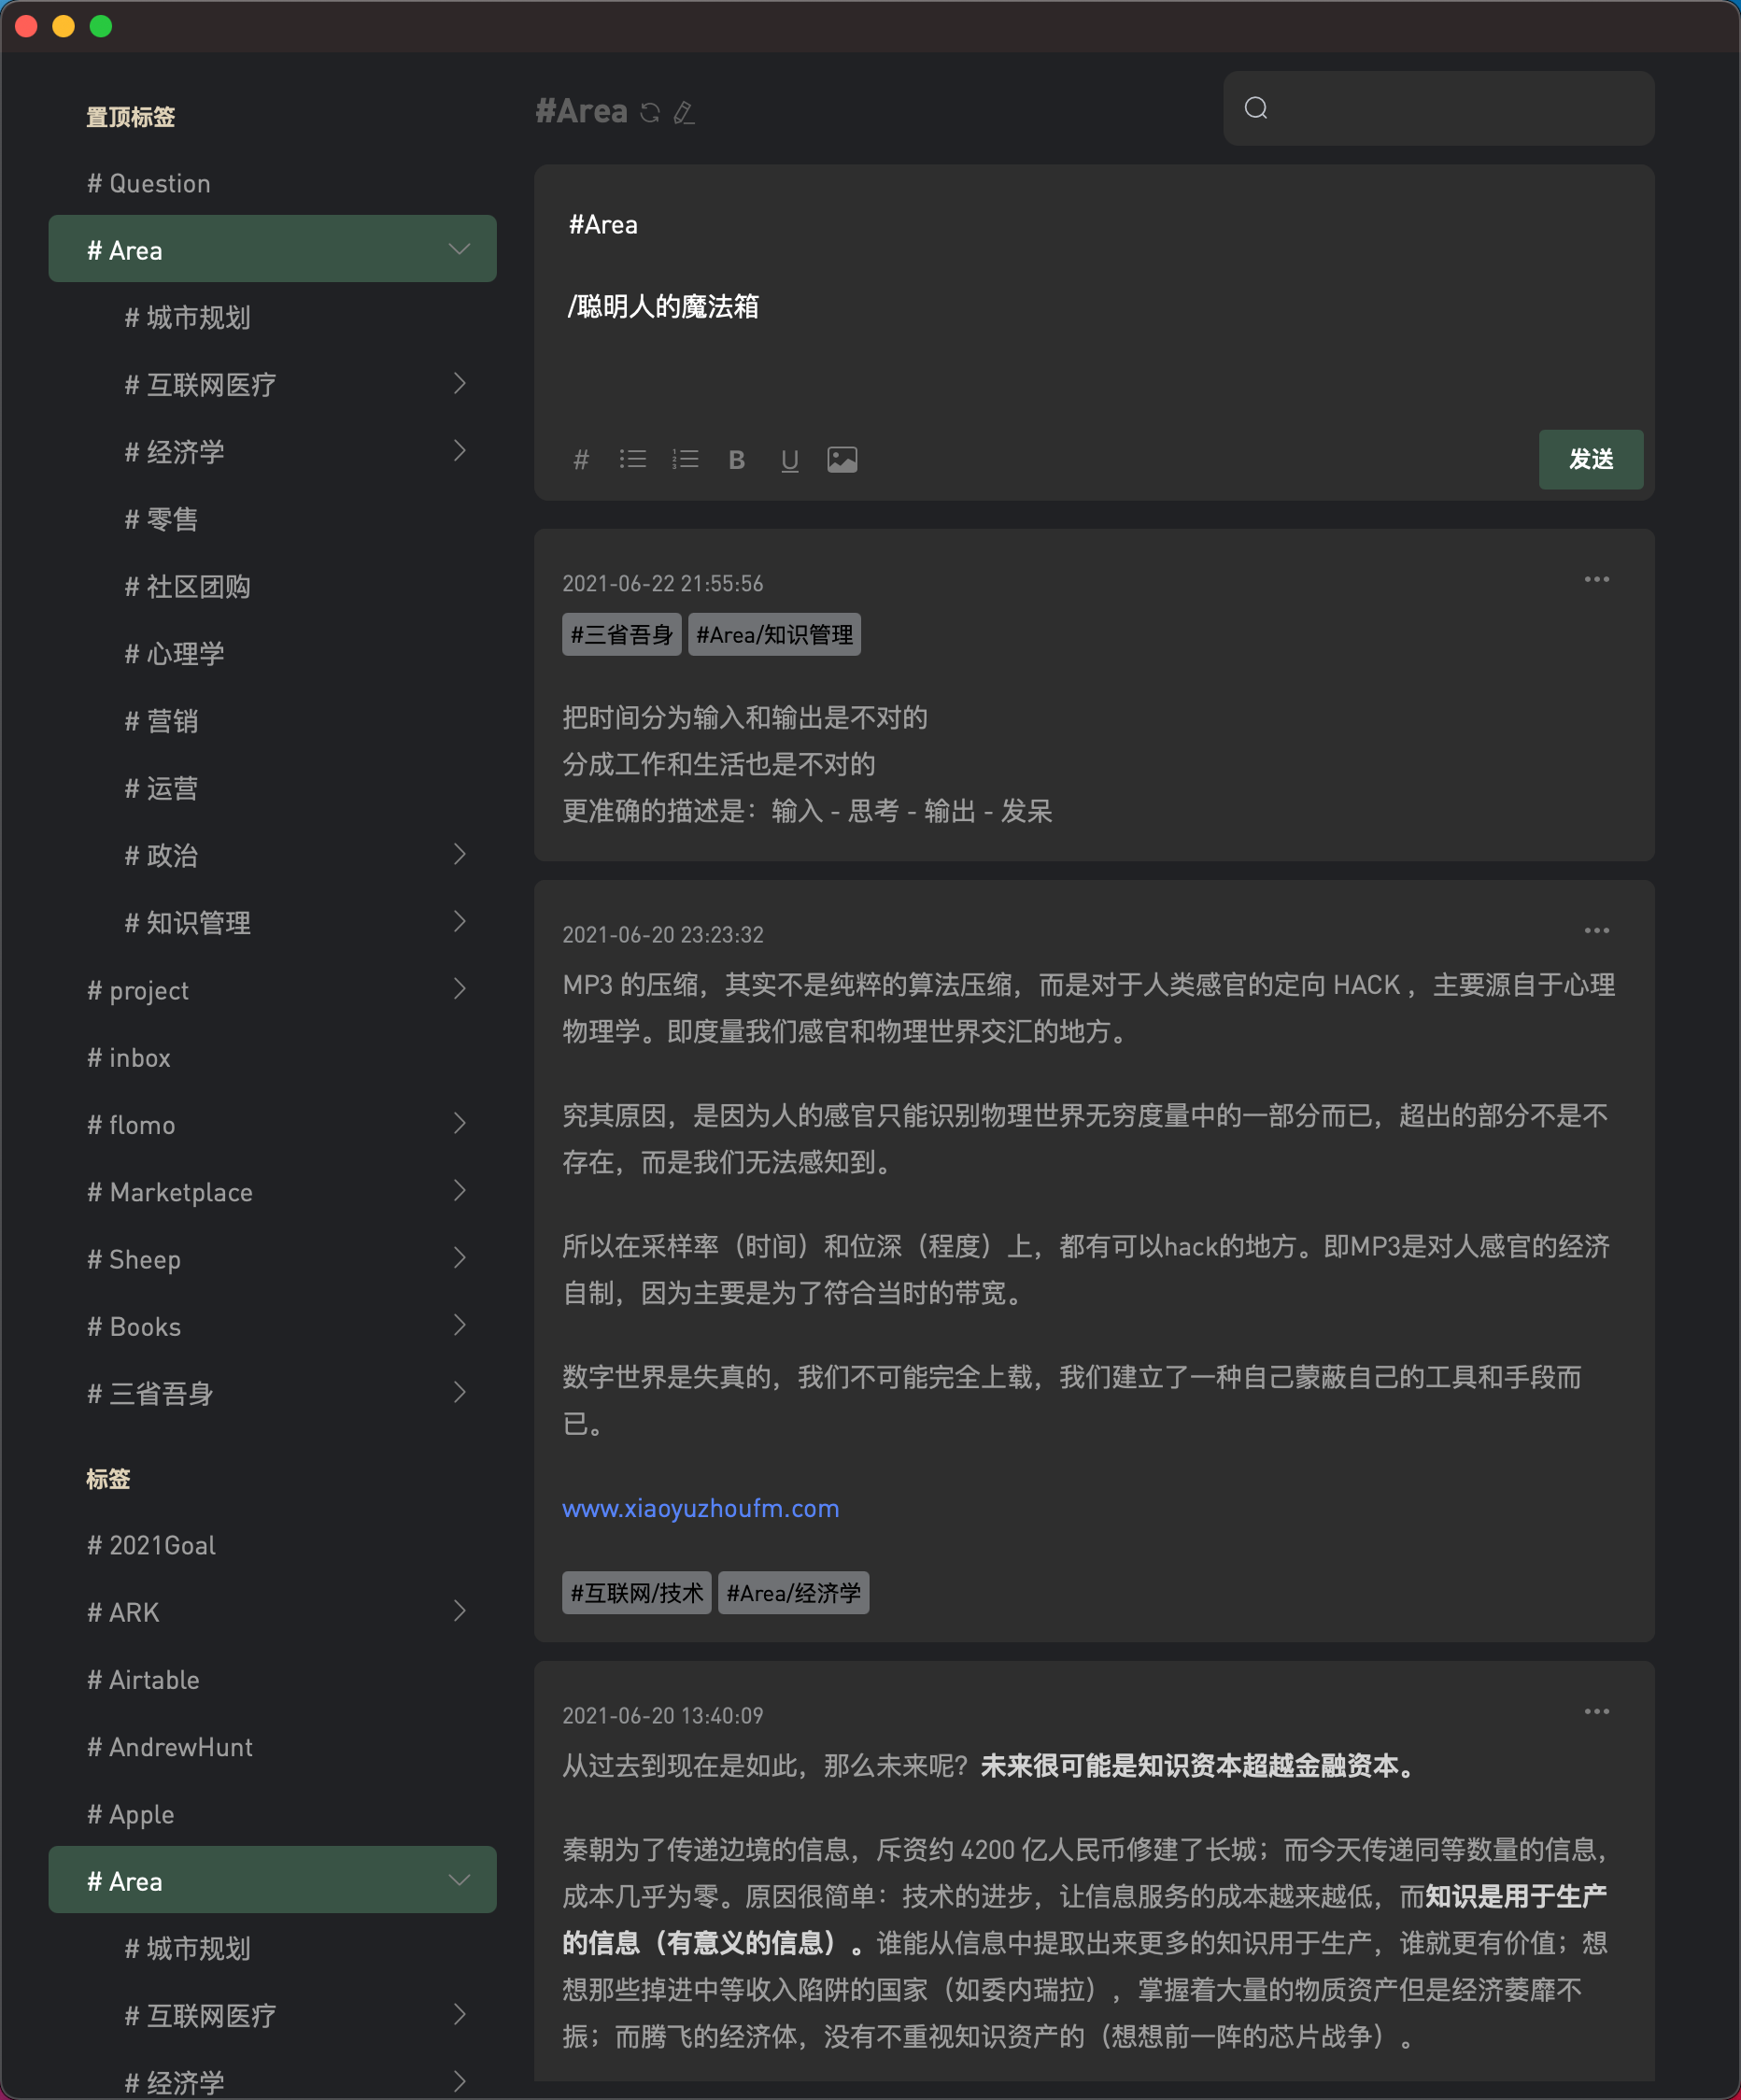 置顶标签
# Question
# Area
# 城市规划
# 互联网医疗
# 经济学
# 零售
# 社区团购
# 心理学
# 营销
# 运营
# 政治
# 知识管理
# project
# inbox
# flomo
# Marketplace
# Sheep
# Books
# 三省吾身
标签
# 2021Goal
# ARK
# Airtable
# AndrewHunt
# Apple
# Area
# 城市规划
# 互联网医疗
# 经济学
#Area
#Area
/聪明人的魔法箱
# B U
发送
2021-06-22 21:55:56
#三省吾身 #Area/知识管理
把时间分为输入和输出是不对的
分成工作和生活也是不对的
更准确的描述是：输入 - 思考 - 输出 - 发呆
2021-06-20 23:23:32
MP3 的压缩，其实不是纯粹的算法压缩，而是对于人类感官的定向 HACK ，主要源自于心理
物理学。即度量我们感官和物理世界交汇的地方。
究其原因，是因为人的感官只能识别物理世界无穷度量中的一部分而已，超出的部分不是不
存在，而是我们无法感知到。
所以在采样率（时间）和位深（程度）上，都有可以hack的地方。即MP3是对人感官的经济
自制，因为主要是为了符合当时的带宽。
数字世界是失真的，我们不可能完全上载，我们建立了一种自己蒙蔽自己的工具和手段而
已。
www.xiaoyuzhoufm.com
#互联网/技术 #Area/经济学
2021-06-20 13:40:09
从过去到现在是如此，那么未来呢？未来很可能是知识资本超越金融资本。
秦朝为了传递边境的信息，斥资约 4200 亿人民币修建了长城；而今天传递同等数量的信息，
成本几乎为零。原因很简单：技术的进步，让信息服务的成本越来越低，而知识是用于生产
的信息（有意义的信息）。谁能从信息中提取出来更多的知识用于生产，谁就更有价值；想
想那些掉进中等收入陷阱的国家（如委内瑞拉），掌握着大量的物质资产但是经济萎靡不
振；而腾飞的经济体，没有不重视知识资产的（想想前一阵的芯片战争）。